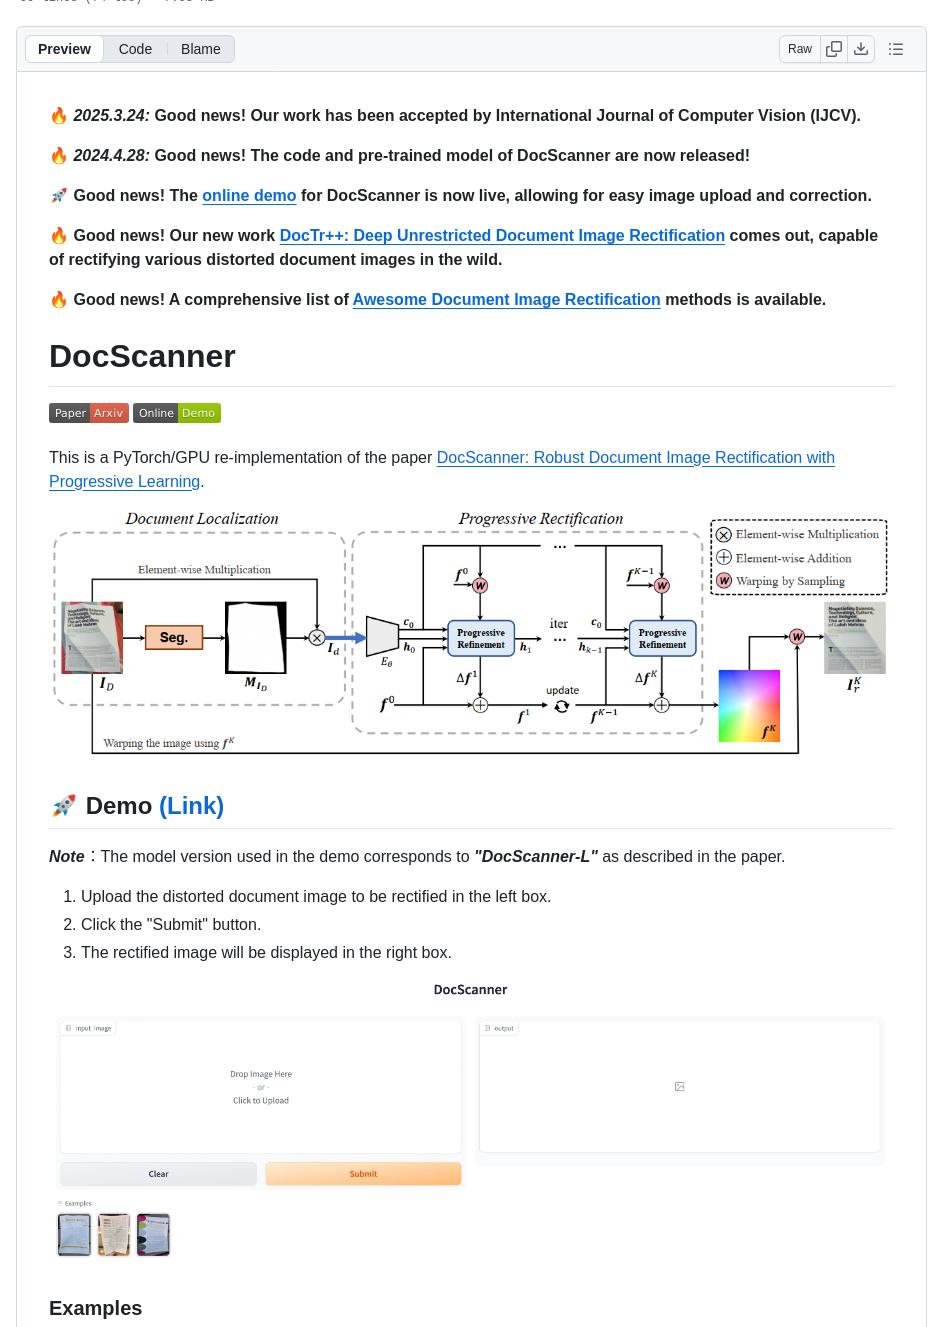 Preview Code Blame Raw
🔥 2025.3.24: Good news! Our work has been accepted by International Journal of Computer Vision (IJCV).
🔥 2024.4.28: Good news! The code and pre-trained model of DocScanner are now released!
🚀 Good news! The online demo for DocScanner is now live, allowing for easy image upload and correction.
🔥 Good news! Our new work DocTr++: Deep Unrestricted Document Image Rectification comes out, capable
of rectifying various distorted document images in the wild.
🔥 Good news! A comprehensive list of Awesome Document Image Rectification methods is available.
DocScanner
Paper Arxiv Online Demo
This is a PyTorch/GPU re-implementation of the paper DocScanner: Robust Document Image Rectification with
Progressive Learning.
Document Localization
Element-wise Multiplication
Seg.
I_D
M_{I_D}
I_d
Warping the image using f^K
Progressive Rectification
...
f^0
W
f^{K-1}
W
c_0
h_0
E_θ
Progressive
Refinement
h_1
iter
...
c_0
h_{k-1}
Progressive
Refinement
Δf^1
Δf^K
f^0
f^1
update
f^{K-1}
f^K
W
I_r^K
Element-wise Multiplication
Element-wise Addition
W Warping by Sampling
🚀 Demo (Link)
Note：The model version used in the demo corresponds to "DocScanner-L" as described in the paper.
1. Upload the distorted document image to be rectified in the left box.
2. Click the "Submit" button.
3. The rectified image will be displayed in the right box.
DocScanner
input_image
output
Drop Image Here
- or -
Click to Upload
Clear
Submit
Examples
Examples